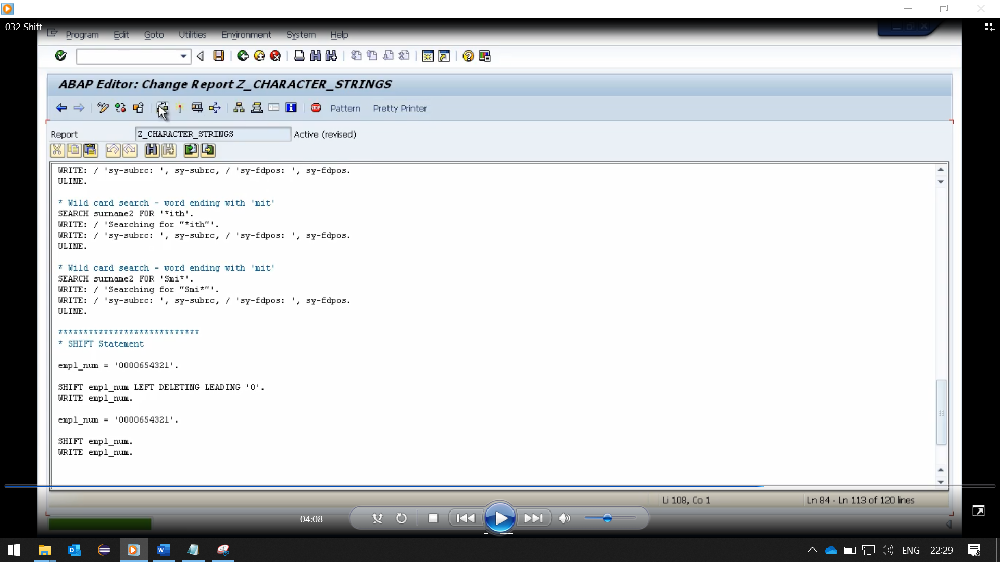 032 Shift
Program Edit Goto Utilities Environment System Help
ABAP Editor: Change Report Z_CHARACTER_STRINGS
STOP Pattern Pretty Printer
Report Z_CHARACTER_STRINGS Active (revised)
WRITE: / 'sy-subrc: ', sy-subrc, / 'sy-fdpos: ', sy-fdpos.
ULINE.
* Wild card search - word ending with 'mit'
SEARCH surname2 FOR '*ith'.
WRITE: / 'Searching for "*ith"'.
WRITE: / 'sy-subrc: ', sy-subrc, / 'sy-fdpos: ', sy-fdpos.
ULINE.
* Wild card search - word ending with 'mit'
SEARCH surname2 FOR 'Smi*'.
WRITE: / 'Searching for "Smi*"'.
WRITE: / 'sy-subrc: ', sy-subrc, / 'sy-fdpos: ', sy-fdpos.
ULINE.
****************************
* SHIFT Statement
empl_num = '0000654321'.
SHIFT empl_num LEFT DELETING LEADING '0'.
WRITE empl_num.
empl_num = '0000654321'.
SHIFT empl_num.
WRITE empl_num.
Li 108, Co 1 Ln 84 - Ln 113 of 120 lines
04:08
ENG 22:29